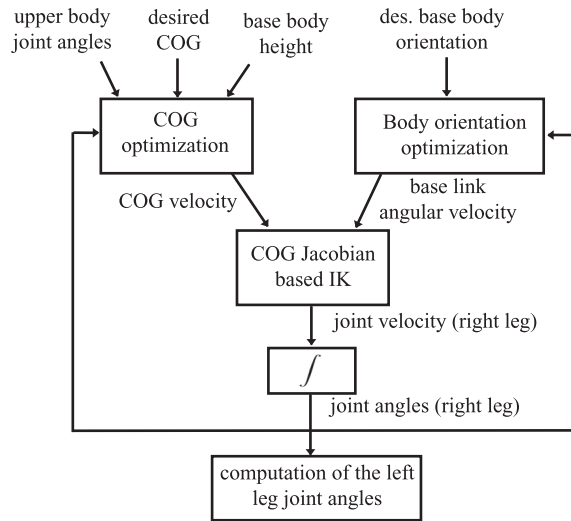 upper body
joint angles
desired
COG
base body
height
des. base body
orientation
COG
optimization
Body orientation
optimization
COG velocity
base link
angular velocity
COG Jacobian
based IK
joint velocity (right leg)
∫
joint angles (right leg)
computation of the left
leg joint angles